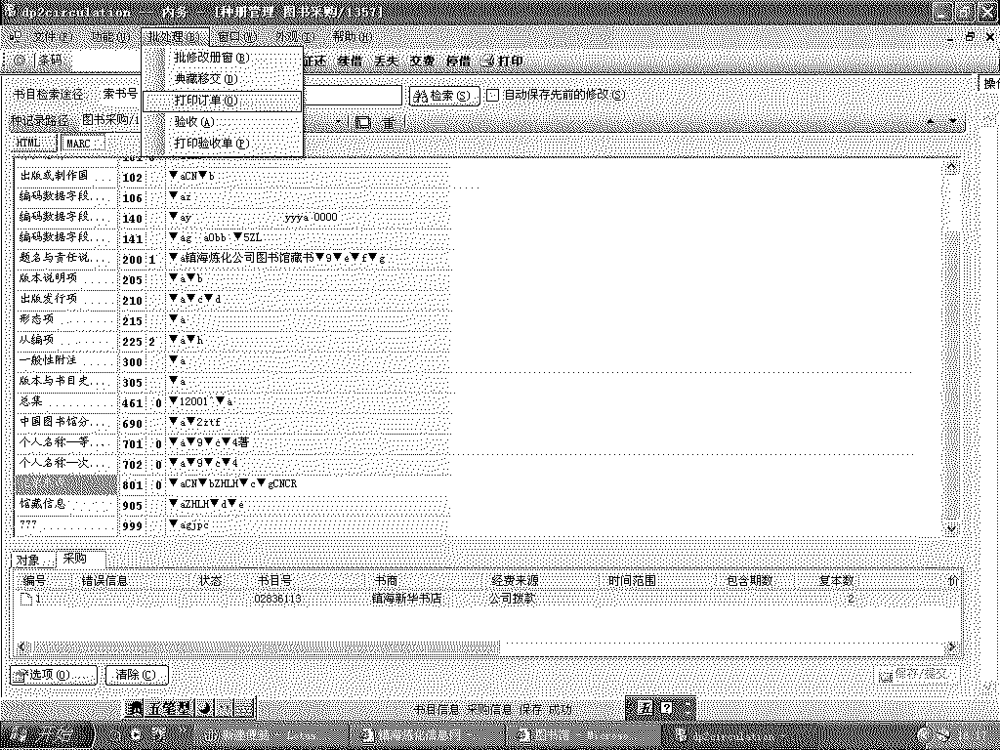 dp2circulation -- 内务 - [种册管理 图书采购/1357]
文件(F) 功能(U) 批处理(B) 窗口(W) 外观(I) 帮助(H)
条码 证还 续借 丢失 交费 停借 打印
批修改册窗(B)
典藏移交(D)
打印订单(O)
验收(A)
打印验收单(P)
书目检索途径 索书号 检索(S) 自动保存先前的修改(S)
种记录路径 图书采购/1 重
HTML MARC
出版或制作国 102 ▼aCN▼b
编码数据字段.... 106 ▼az
编码数据字段.... 140 ▼ay yyya 0000
编码数据字段.... 141 ▼ag a0bb ▼5ZL
题名与责任说.... 200 1 ▼a镇海炼化公司图书馆藏书▼9▼e▼f▼g
版本说明项 205 ▼a▼b
出版发行项 210 ▼a▼c▼d
形态项 215 ▼a
丛编项 225 2 ▼a▼h
一般性附注 300 ▼a
版本与书目史.... 305 ▼a
总集 461 0 ▼12001^▼a
中国图书馆分.... 690 ▼a▼2ztf
个人名称—等.... 701 0 ▼a▼9▼c▼4著
个人名称—次.... 702 0 ▼a▼9▼c▼4
801 0 ▼aCN▼bZHLH▼c▼gCNCR
馆藏信息 905 ▼aZHLH▼d▼e
??? 999 ▼agjpc
对象 采购
编号 错误信息 状态 书目号 书商 经费来源 时间范围 包含期数 复本数 价
1 02836113 镇海新华书店 公司拨款 2
选项(O)... 清除(C) 保存/提交
五笔型 书目信息 采购信息 保存 成功